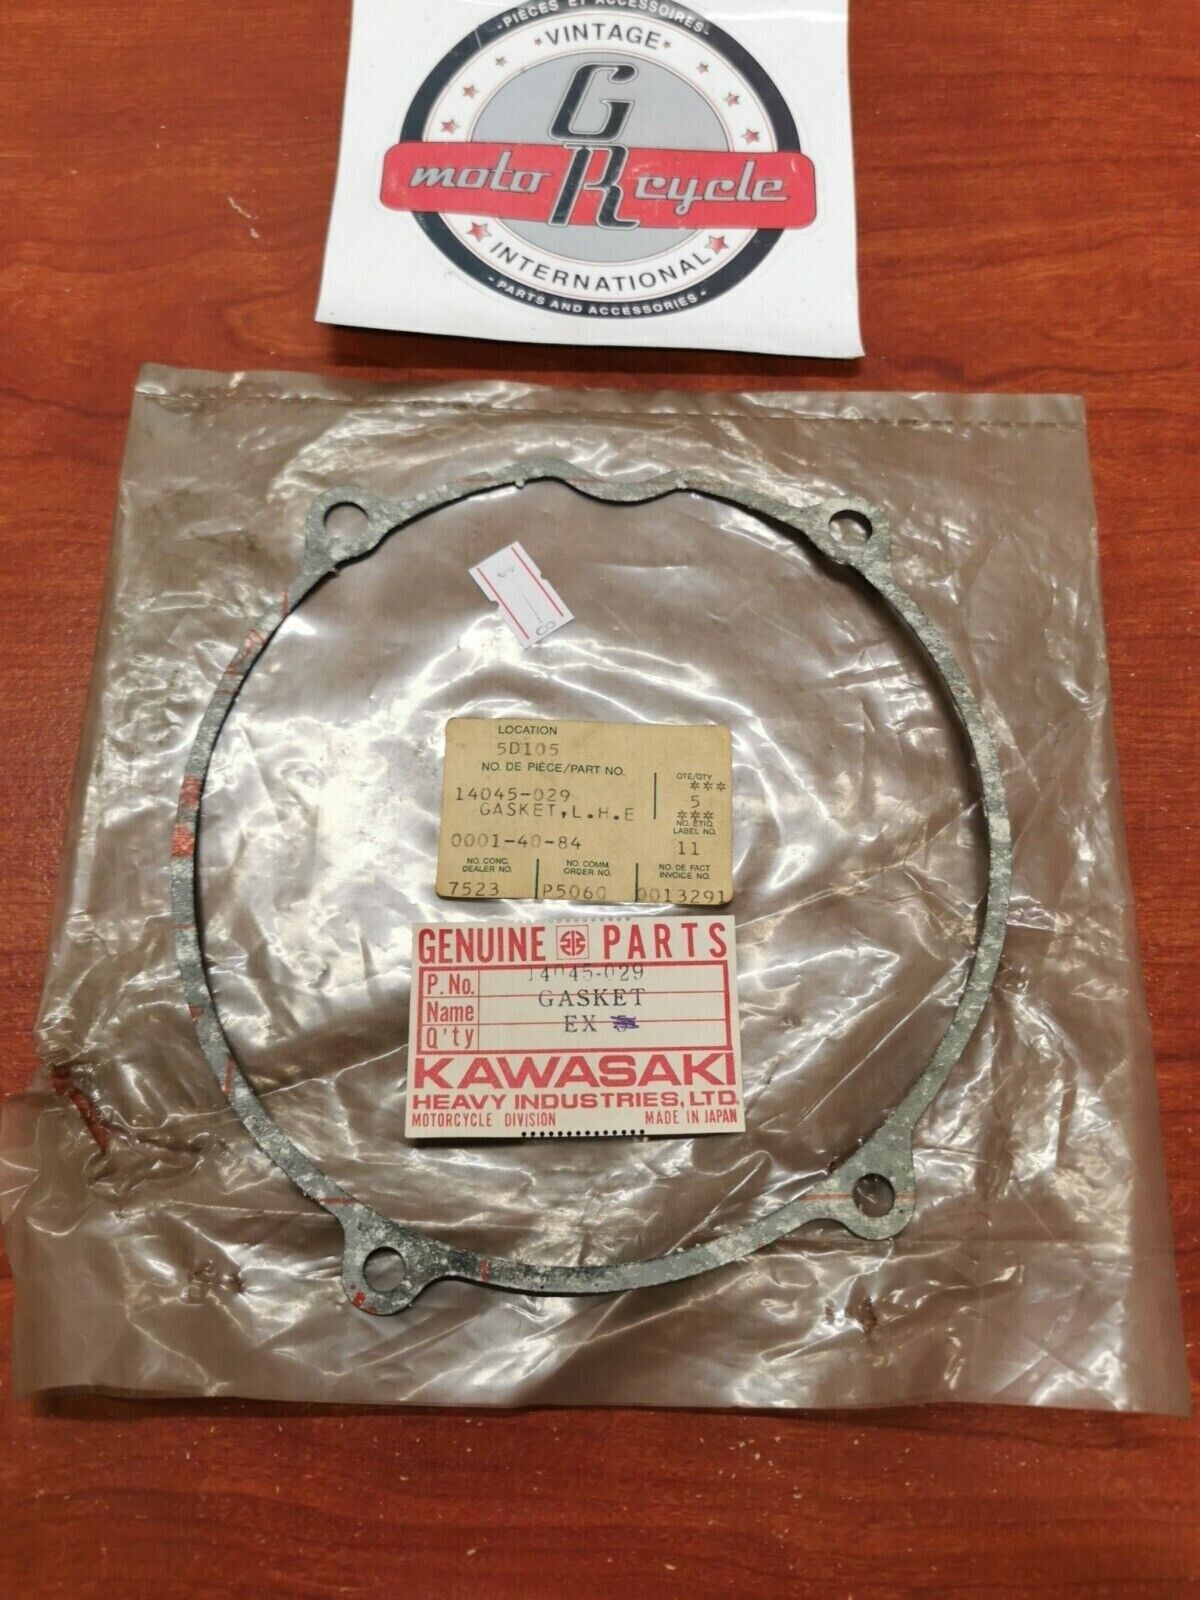 · PIÈCES ET ACCESSOIRES ·
VINTAGE
GR
motorcycle
INTERNATIONAL
· PARTS AND ACCESSORIES ·
LOCATION
5D105
NO. DE PIÈCE/PART NO.
QTE/QTY
***
14045-029
5
GASKET,L.H.E
***
NO. ETIQ.
LABEL NO.
0001-40-84
11
NO. CONC.
DEALER NO.
NO. COMM.
ORDER NO.
NO. DE FACT
INVOICE NO.
7523 P5060 0013291
GENUINE PARTS
P. No. 14045-029
Name GASKET
Q'ty EX 5
KAWASAKI
HEAVY INDUSTRIES, LTD.
MOTORCYCLE DIVISION MADE IN JAPAN